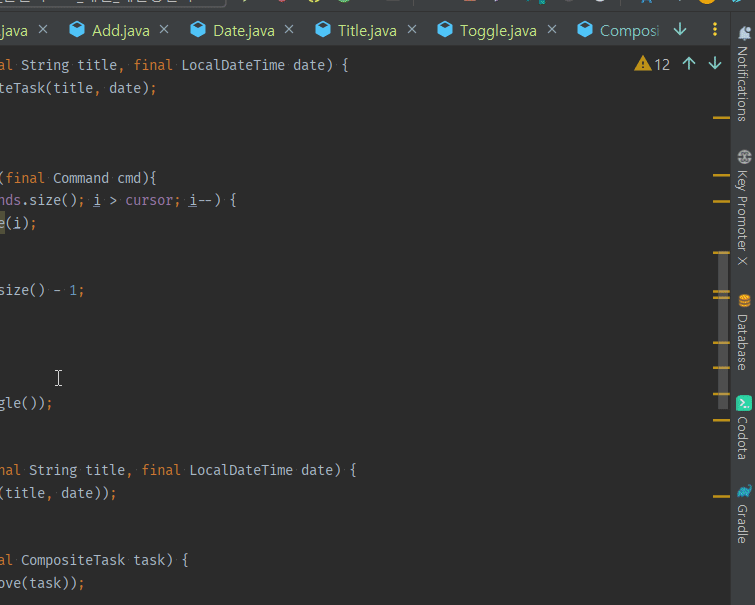 java Add.java Date.java Title.java Toggle.java Composi
al String title, final LocalDateTime date) {
12
teTask(title, date);
(final Command cmd){
nds.size(); i > cursor; i--) {
e(i);
size() - 1;
gle());
nal String title, final LocalDateTime date) {
(title, date));
al CompositeTask task) {
ove(task));
Notifications
Key Promoter X
Database
Codota
Gradle